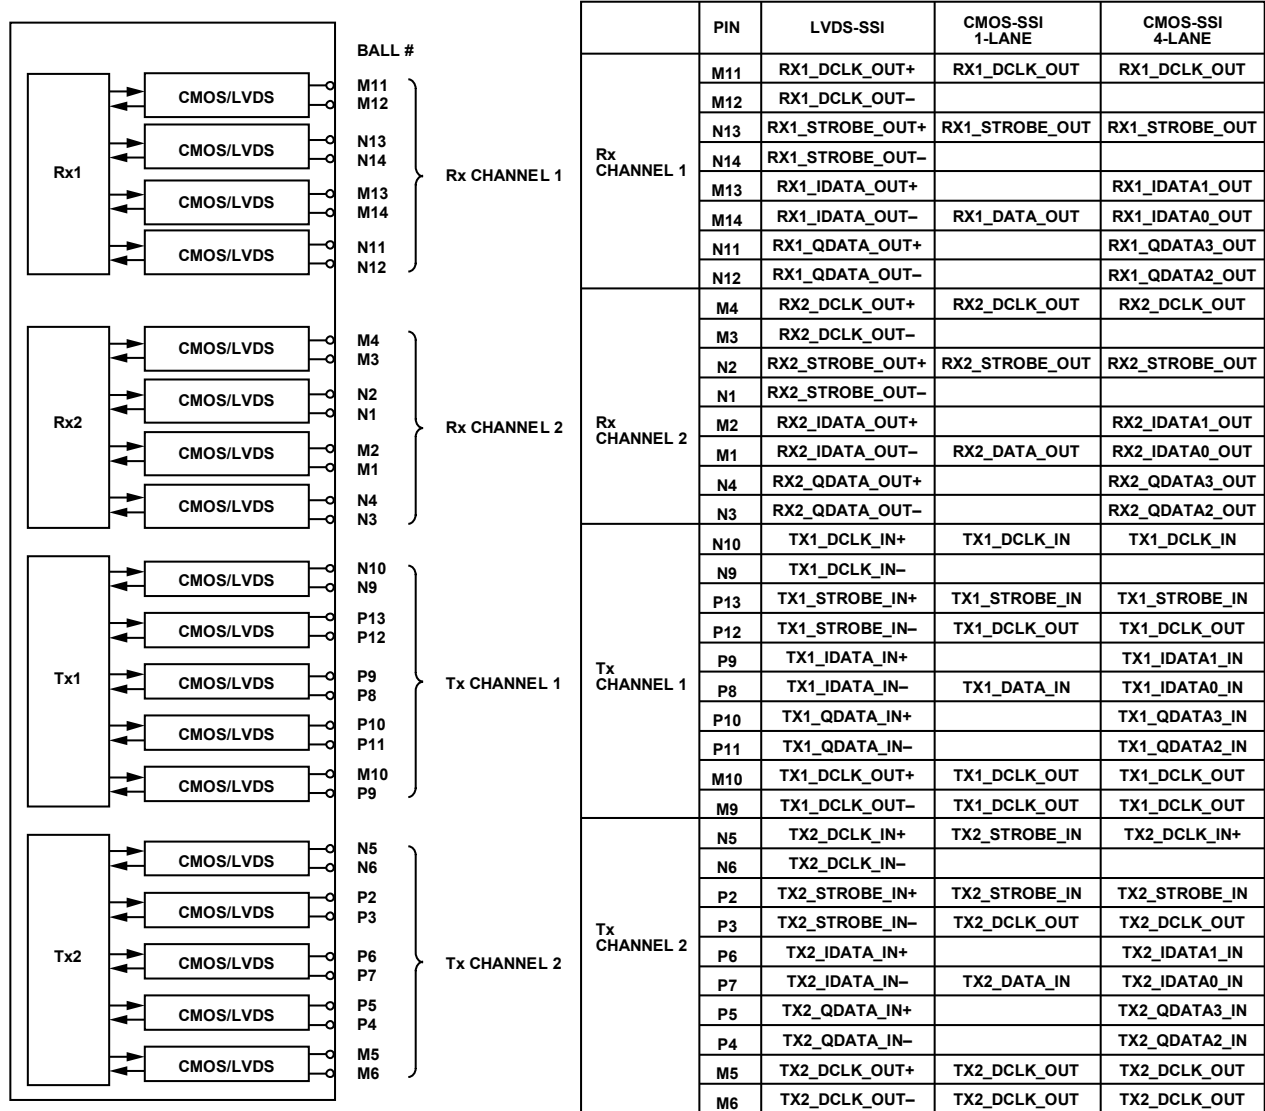 BALL #
Rx1
CMOS/LVDS
M11
M12
CMOS/LVDS
N13
N14
CMOS/LVDS
M13
M14
CMOS/LVDS
N11
N12
Rx CHANNEL 1
Rx2
CMOS/LVDS
M4
M3
CMOS/LVDS
N2
N1
CMOS/LVDS
M2
M1
CMOS/LVDS
N4
N3
Rx CHANNEL 2
Tx1
CMOS/LVDS
N10
N9
CMOS/LVDS
P13
P12
CMOS/LVDS
P9
P8
CMOS/LVDS
P10
P11
CMOS/LVDS
M10
P9
Tx CHANNEL 1
Tx2
CMOS/LVDS
N5
N6
CMOS/LVDS
P2
P3
CMOS/LVDS
P6
P7
CMOS/LVDS
P5
P4
CMOS/LVDS
M5
M6
Tx CHANNEL 2
PIN LVDS-SSI CMOS-SSI 1-LANE CMOS-SSI 4-LANE
Rx CHANNEL 1
M11 RX1_DCLK_OUT+ RX1_DCLK_OUT RX1_DCLK_OUT
M12 RX1_DCLK_OUT–
N13 RX1_STROBE_OUT+ RX1_STROBE_OUT RX1_STROBE_OUT
N14 RX1_STROBE_OUT–
M13 RX1_IDATA_OUT+ RX1_IDATA1_OUT
M14 RX1_IDATA_OUT– RX1_DATA_OUT RX1_IDATA0_OUT
N11 RX1_QDATA_OUT+ RX1_QDATA3_OUT
N12 RX1_QDATA_OUT– RX1_QDATA2_OUT
Rx CHANNEL 2
M4 RX2_DCLK_OUT+ RX2_DCLK_OUT RX2_DCLK_OUT
M3 RX2_DCLK_OUT–
N2 RX2_STROBE_OUT+ RX2_STROBE_OUT RX2_STROBE_OUT
N1 RX2_STROBE_OUT–
M2 RX2_IDATA_OUT+ RX2_IDATA1_OUT
M1 RX2_IDATA_OUT– RX2_DATA_OUT RX2_IDATA0_OUT
N4 RX2_QDATA_OUT+ RX2_QDATA3_OUT
N3 RX2_QDATA_OUT– RX2_QDATA2_OUT
Tx CHANNEL 1
N10 TX1_DCLK_IN+ TX1_DCLK_IN TX1_DCLK_IN
N9 TX1_DCLK_IN–
P13 TX1_STROBE_IN+ TX1_STROBE_IN TX1_STROBE_IN
P12 TX1_STROBE_IN– TX1_DCLK_OUT TX1_DCLK_OUT
P9 TX1_IDATA_IN+ TX1_IDATA1_IN
P8 TX1_IDATA_IN– TX1_DATA_IN TX1_IDATA0_IN
P10 TX1_QDATA_IN+ TX1_QDATA3_IN
P11 TX1_QDATA_IN– TX1_QDATA2_IN
M10 TX1_DCLK_OUT+ TX1_DCLK_OUT TX1_DCLK_OUT
M9 TX1_DCLK_OUT– TX1_DCLK_OUT TX1_DCLK_OUT
Tx CHANNEL 2
N5 TX2_DCLK_IN+ TX2_STROBE_IN TX2_DCLK_IN+
N6 TX2_DCLK_IN–
P2 TX2_STROBE_IN+ TX2_STROBE_IN TX2_STROBE_IN
P3 TX2_STROBE_IN– TX2_DCLK_OUT TX2_DCLK_OUT
P6 TX2_IDATA_IN+ TX2_IDATA1_IN
P7 TX2_IDATA_IN– TX2_DATA_IN TX2_IDATA0_IN
P5 TX2_QDATA_IN+ TX2_QDATA3_IN
P4 TX2_QDATA_IN– TX2_QDATA2_IN
M5 TX2_DCLK_OUT+ TX2_DCLK_OUT TX2_DCLK_OUT
M6 TX2_DCLK_OUT– TX2_DCLK_OUT TX2_DCLK_OUT